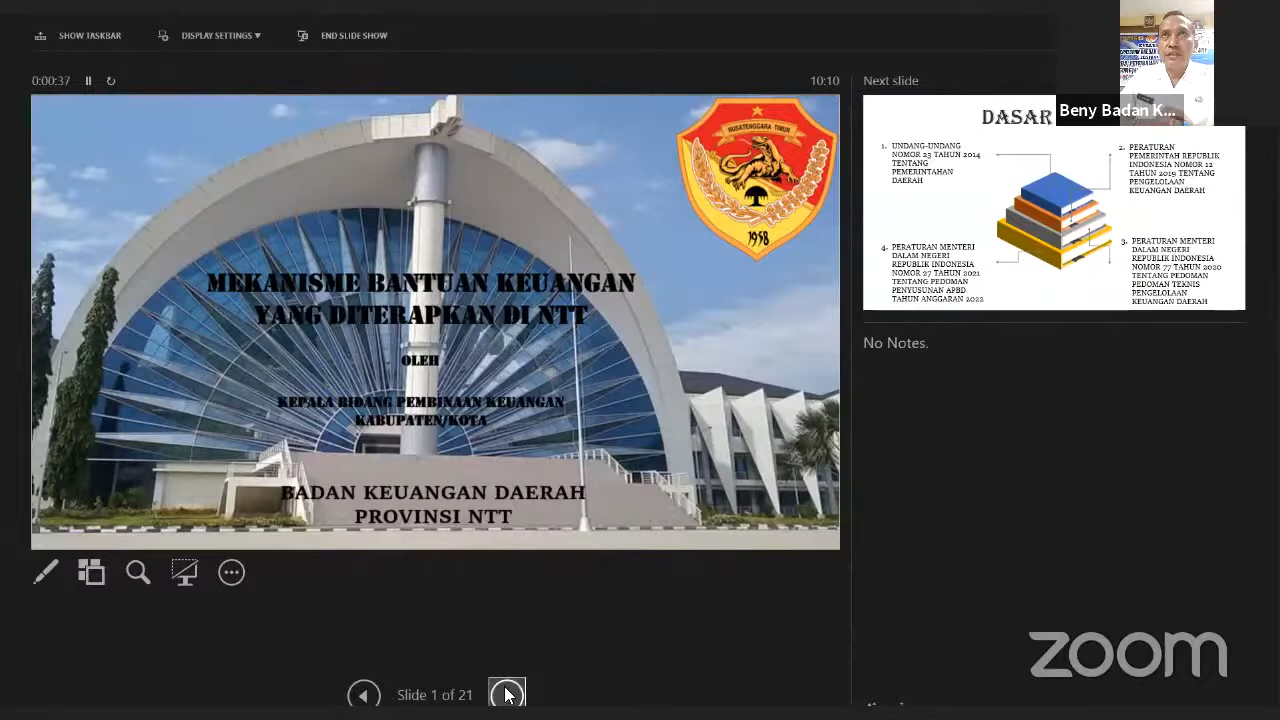 SHOW TASKBAR
DISPLAY SETTINGS
END SLIDE SHOW
0:00:37
10:10
NUSA TENGGARA TIMUR
1958
MEKANISME BANTUAN KEUANGAN
YANG DITERAPKAN DI NTT
OLEH
KEPALA BIDANG PEMBINAAN KEUANGAN
KABUPATEN/KOTA
BADAN KEUANGAN DAERAH
PROVINSI NTT
Slide 1 of 21
Next slide
Beny Badan K...
DASAR
1. UNDANG-UNDANG
NOMOR 23 TAHUN 2014
TENTANG
PEMERINTAHAN
DAERAH
2. PERATURAN
PEMERINTAH REPUBLIK
INDONESIA NOMOR 12
TAHUN 2019 TENTANG
PENGELOLAAN
KEUANGAN DAERAH
4. PERATURAN MENTERI
DALAM NEGERI
REPUBLIK INDONESIA
NOMOR 27 TAHUN 2021
TENTANG PEDOMAN
PENYUSUNAN APBD
TAHUN ANGGARAN 2022
3. PERATURAN MENTERI
DALAM NEGERI
REPUBLIK INDONESIA
NOMOR 77 TAHUN 2020
TENTANG PEDOMAN
PEDOMAN TEKNIS
PENGELOLAAN
KEUANGAN DAERAH
No Notes.
zoom